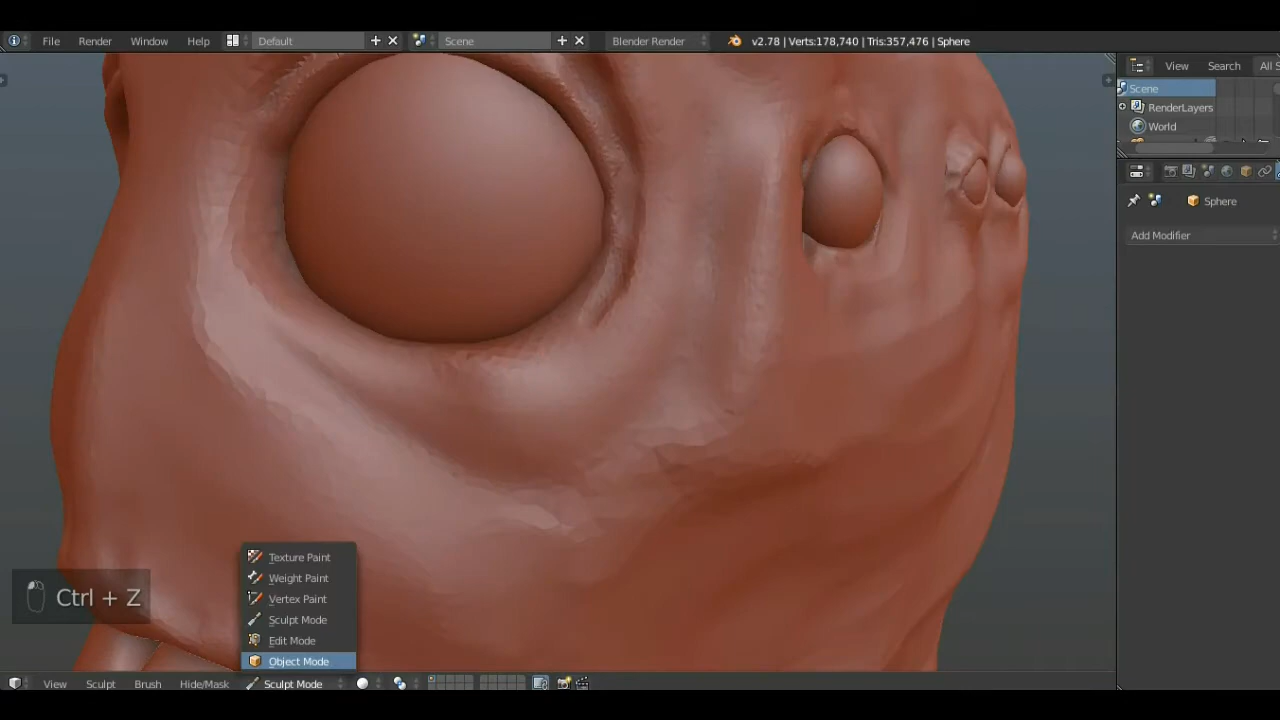 File Render Window Help Default Scene Blender Render v2.78 | Verts:178,740 | Tris:357,476 | Sphere
View Search All S
Scene
RenderLayers
World
Sphere
Add Modifier
Texture Paint
Weight Paint
Vertex Paint
Sculpt Mode
Edit Mode
Object Mode
Ctrl + Z
View Sculpt Brush Hide/Mask Sculpt Mode